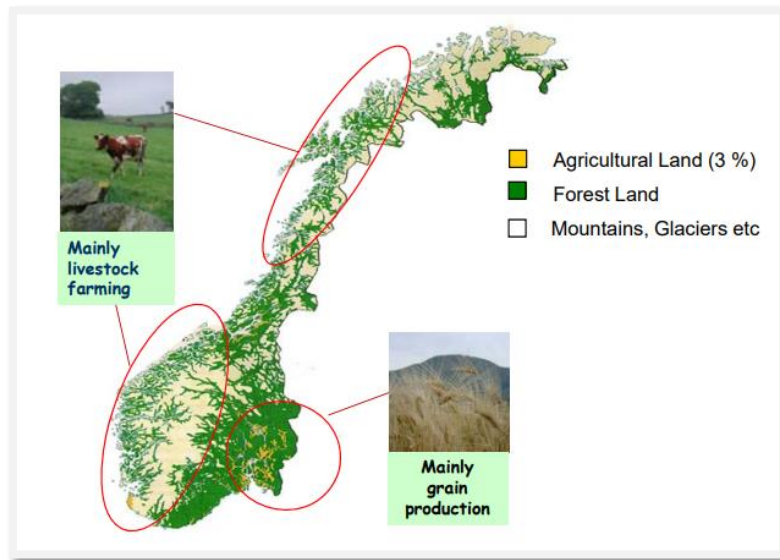 Mainly
livestock
farming
Agricultural Land (3 %)
Forest Land
Mountains, Glaciers etc
Mainly
grain
production